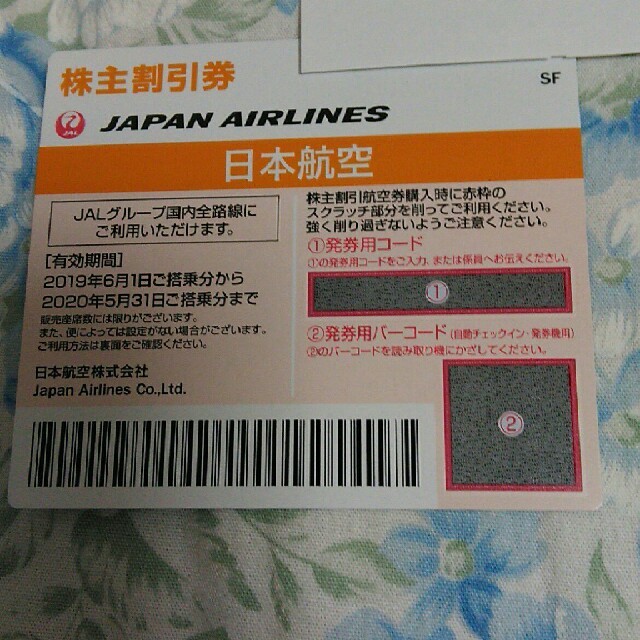 株主割引券
SF
JAL
JAPAN AIRLINES
日本航空
JALグループ国内全路線に
ご利用いただけます。
[有効期間]
2019年6月1日ご搭乗分から
2020年5月31日ご搭乗分まで
販売座席数には限りがございます。
また、便によっては設定がない場合がございます。
ご利用方法は裏面をご確認ください。
日本航空株式会社
Japan Airlines Co.,Ltd.
株主割引航空券購入時に赤枠の
スクラッチ部分を削ってご利用ください。
強く削り過ぎないようご注意ください。
①発券用コード
①の発券用コードをご入力、または係員へお伝えください。
①
②発券用バーコード(自動チェックイン・発券機用)
②のバーコードを読み取り機にかざしてください。
②